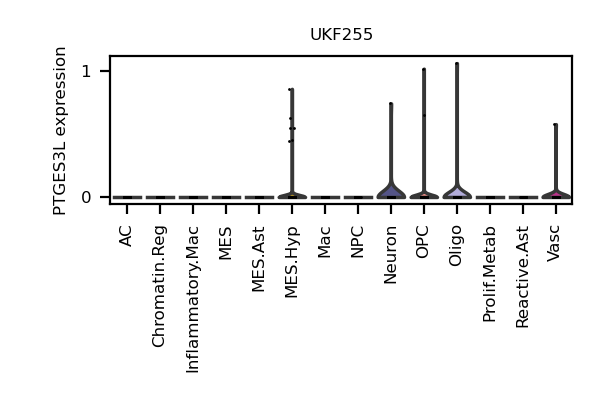 UKF255
PTGES3L expression
1
0
AC
Chromatin.Reg
Inflammatory.Mac
MES
MES.Ast
MES.Hyp
Mac
NPC
Neuron
OPC
Oligo
Prolif.Metab
Reactive.Ast
Vasc